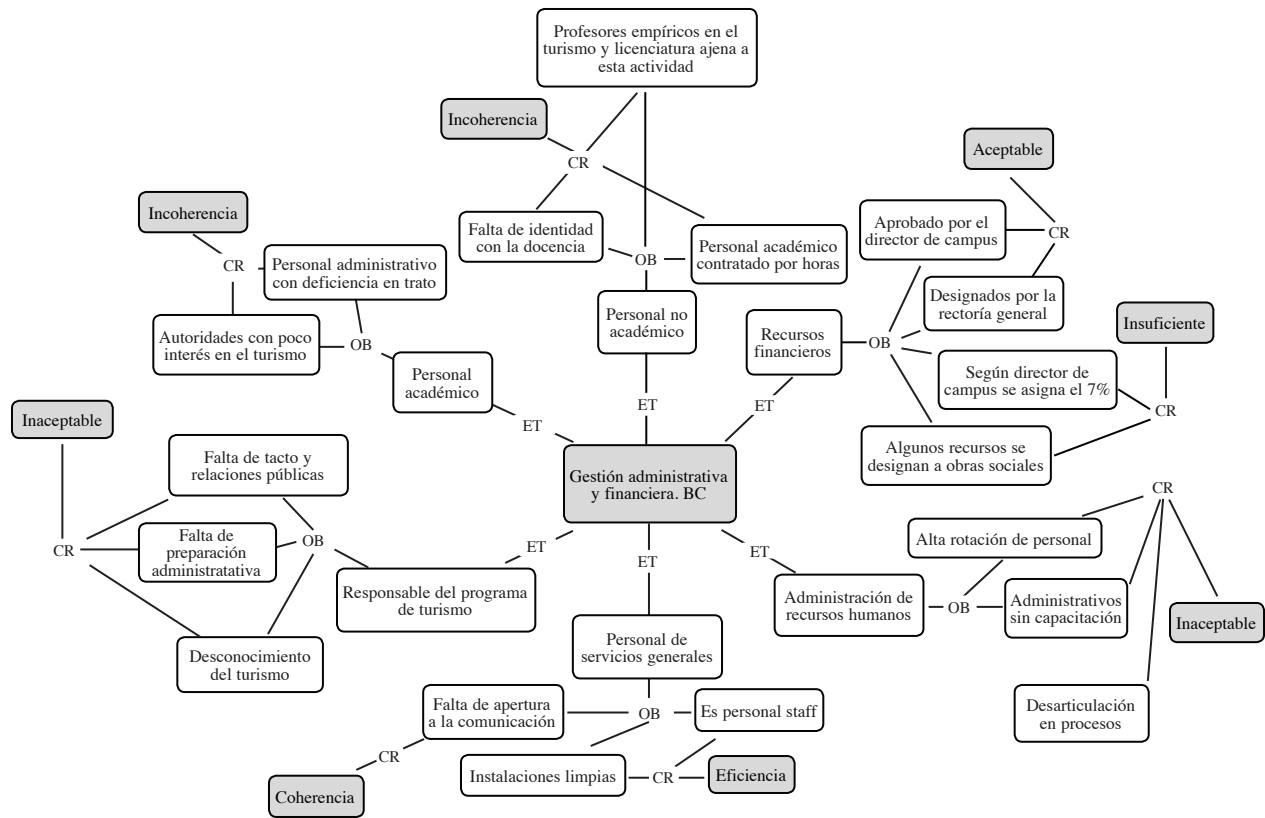 Profesores empíricos en el
turismo y licenciatura ajena a
esta actividad
Incoherencia
CR
Aceptable
Incoherencia
Falta de identidad
con la docencia
Aprobado por el
director de campus
CR
Personal académico
contratado por horas
OB
CR
Personal administrativo
con deficiencia en trato
Designados por la
rectoría general
Personal no
académico
Insuficiente
Autoridades con poco
interés en el turismo
OB
Recursos
financieros
OB
Personal
académico
Según director de
campus se asigna el 7%
ET
ET
CR
Inaceptable
ET
Algunos recursos se
designan a obras sociales
Falta de tacto y
relaciones públicas
Gestión administrativa
y financiera. BC
CR
Falta de
preparación
administratativa
OB
CR
ET
ET
ET
Alta rotación de personal
Responsable del programa
de turismo
Administración de
recursos humanos
OB
Administrativos
sin capacitación
Inaceptable
Personal de
servicios generales
Desconocimiento
del turismo
Falta de apertura
a la comunicación
OB
Es personal staff
Desarticulación
en procesos
CR
Instalaciones limpias
CR
Eficiencia
Coherencia